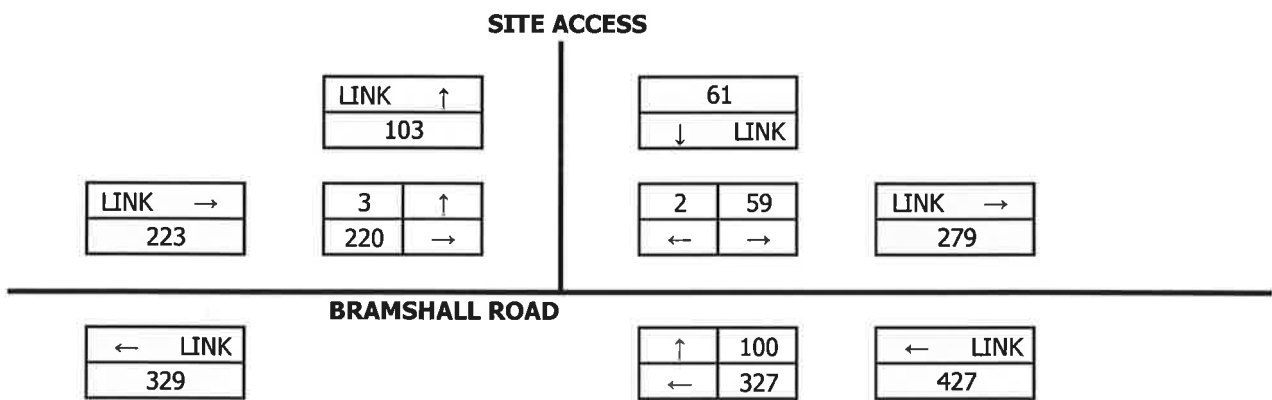 SITE ACCESS
LINK ↑
103
61
↓ LINK
LINK →
223
3 ↑
220 →
2 59
← →
LINK →
279
BRAMSHALL ROAD
← LINK
329
↑ 100
← 327
← LINK
427